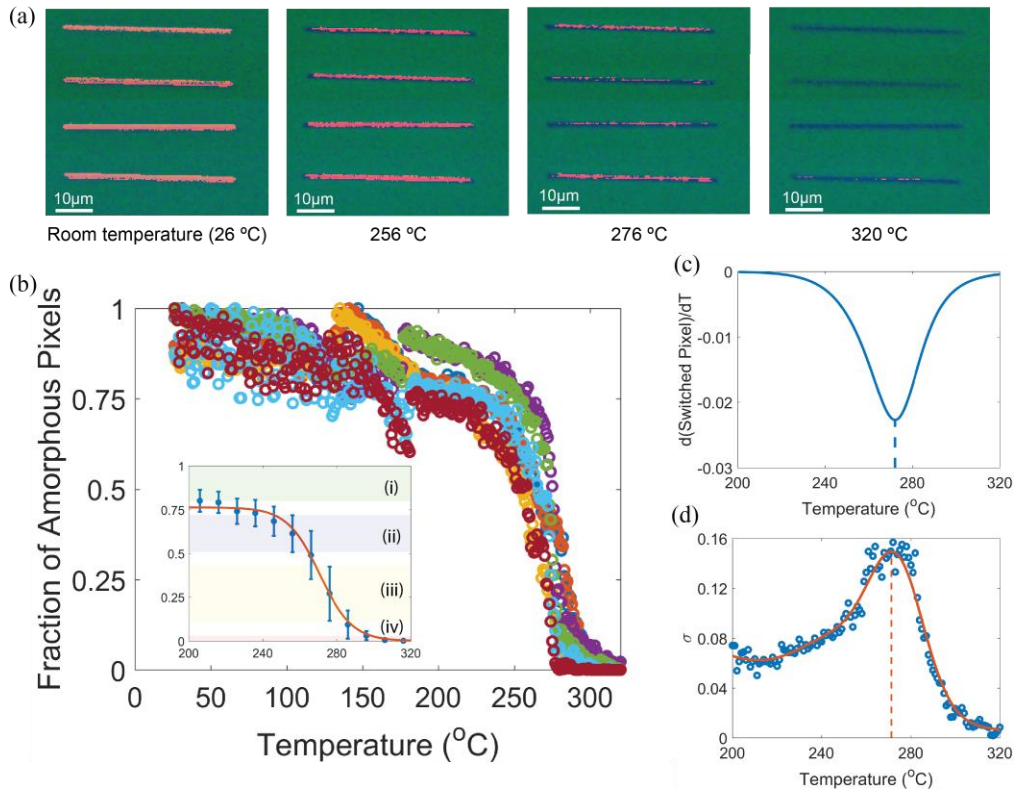 (a)
10µm
10µm
10µm
10µm
Room temperature (26 ºC)
256 ºC
276 ºC
320 ºC
(b)
Fraction of Amorphous Pixels
1
0.75
0.5
0.25
0
0
50
100
150
200
250
300
Temperature (°C)
1
0.75
0.5
0.25
0
200
240
280
320
(i)
(ii)
(iii)
(iv)
(c)
d(Switched Pixel)/dT
0
-0.01
-0.02
-0.03
200
240
280
320
Temperature (°C)
(d)
σ
0.16
0.12
0.08
0.04
0
200
240
280
320
Temperature (°C)